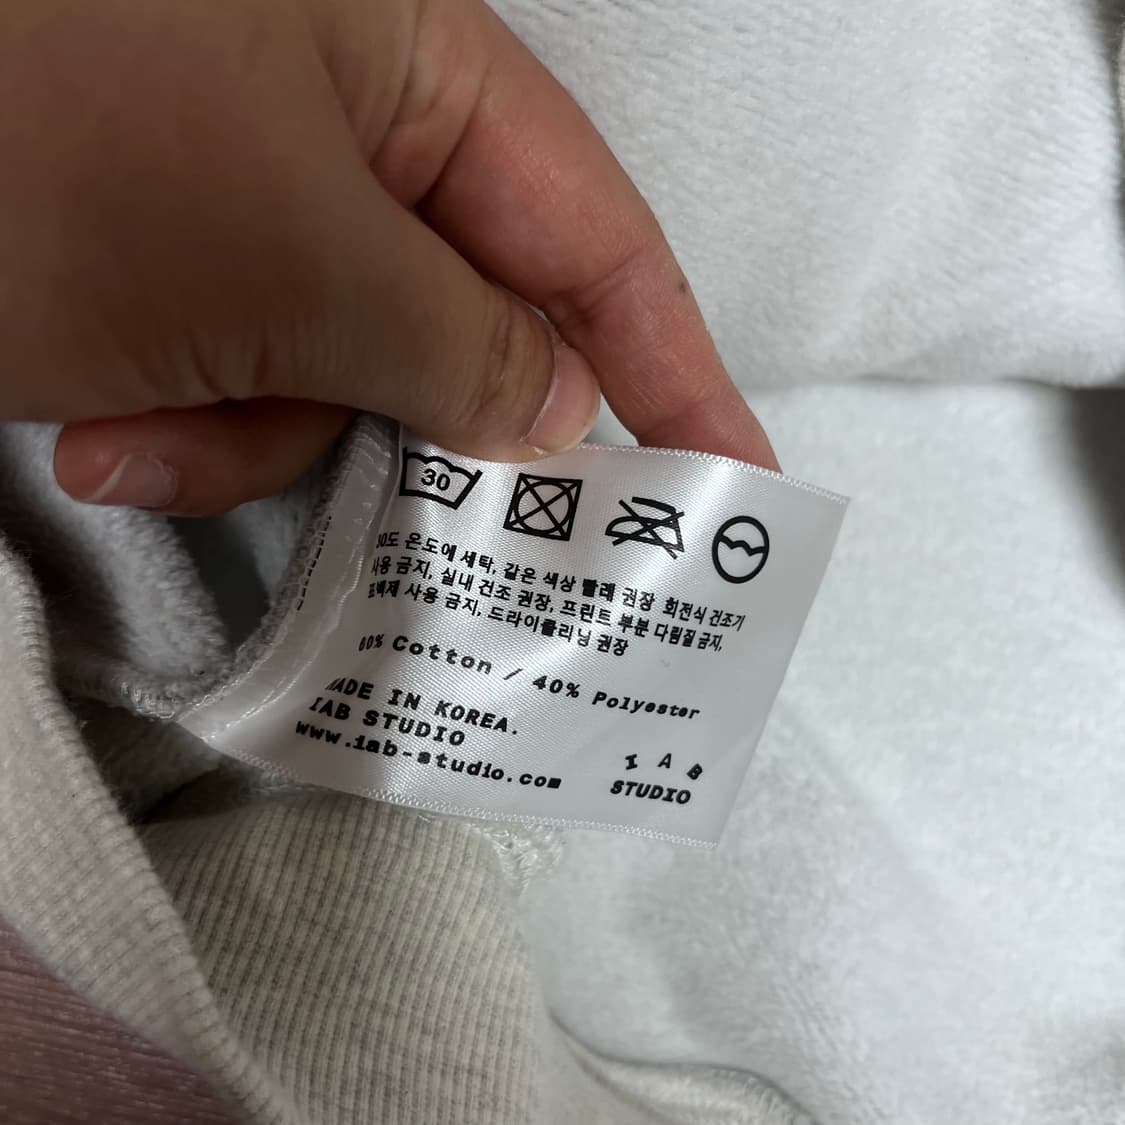 30
30도 온도에 세탁, 같은 색상 빨래 권장 회전식 건조기
사용 금지, 실내 건조 권장, 프린트 부분 다림질 금지,
표백제 사용 금지, 드라이클리닝 권장
60% Cotton / 40% Polyester
MADE IN KOREA.
IAB STUDIO
www.iab-studio.com
I A B
STUDIO